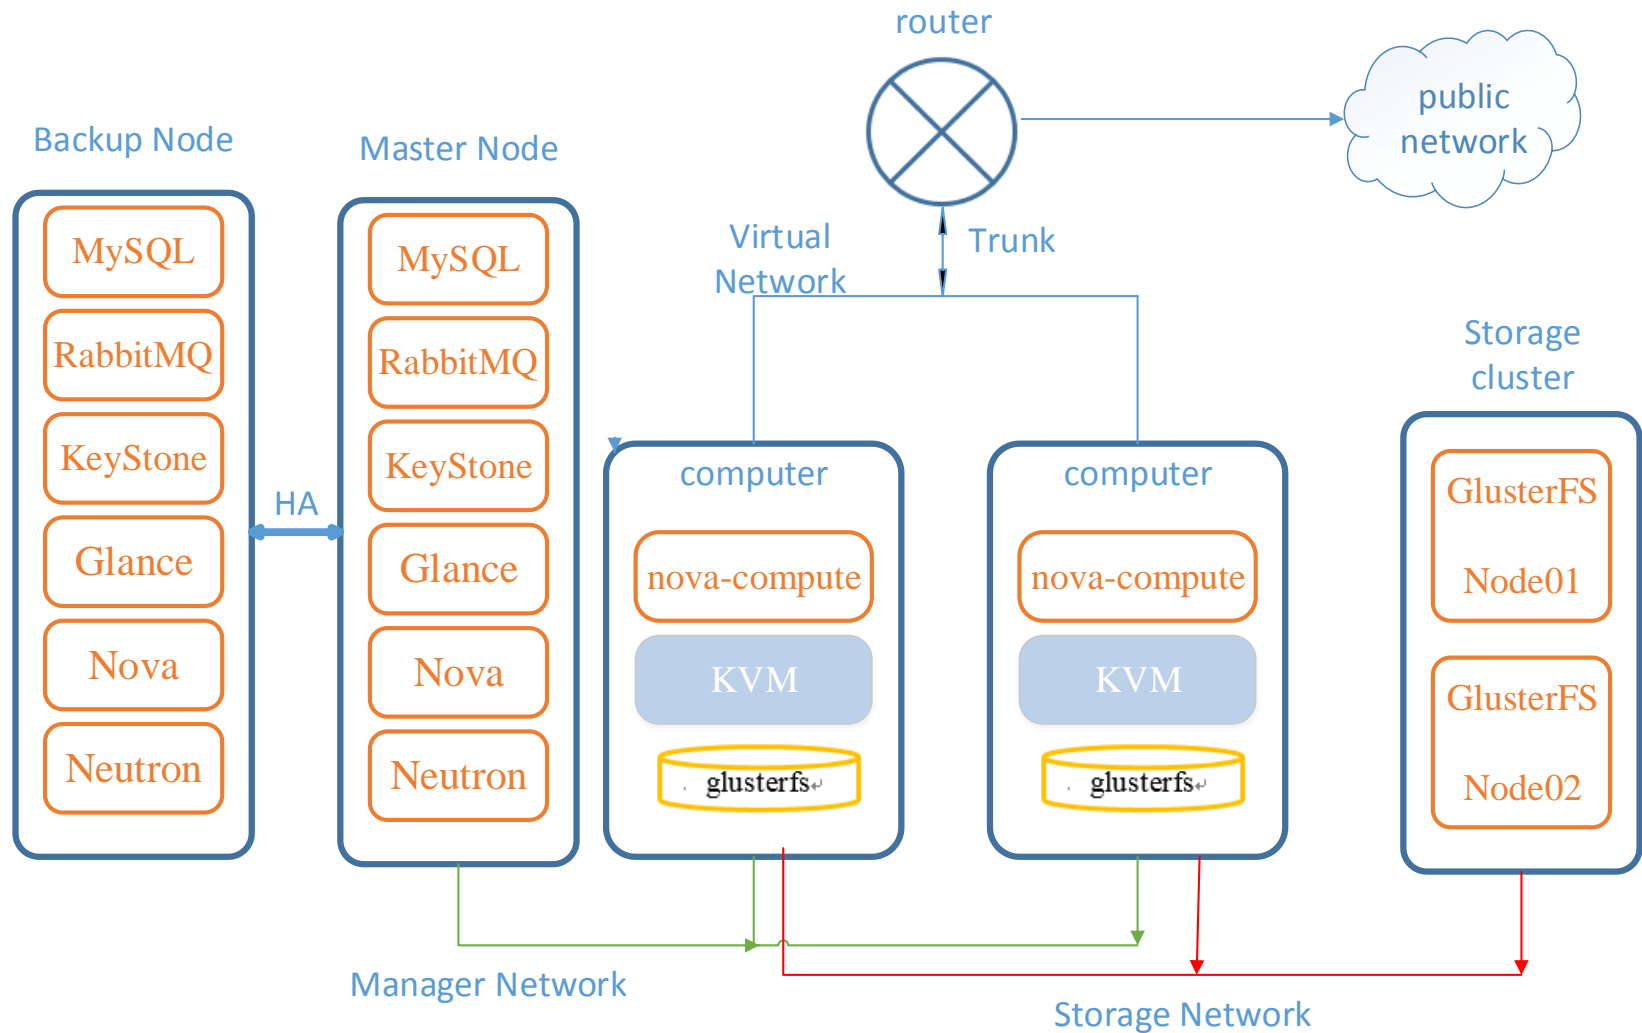 router
public
network
Backup Node
Master Node
MySQL
RabbitMQ
KeyStone
Glance
Nova
Neutron
HA
MySQL
RabbitMQ
KeyStone
Glance
Nova
Neutron
Virtual
Network
Trunk
computer
nova-compute
KVM
glusterfs
computer
nova-compute
KVM
glusterfs
Storage
cluster
GlusterFS
Node01
GlusterFS
Node02
Manager Network
Storage Network